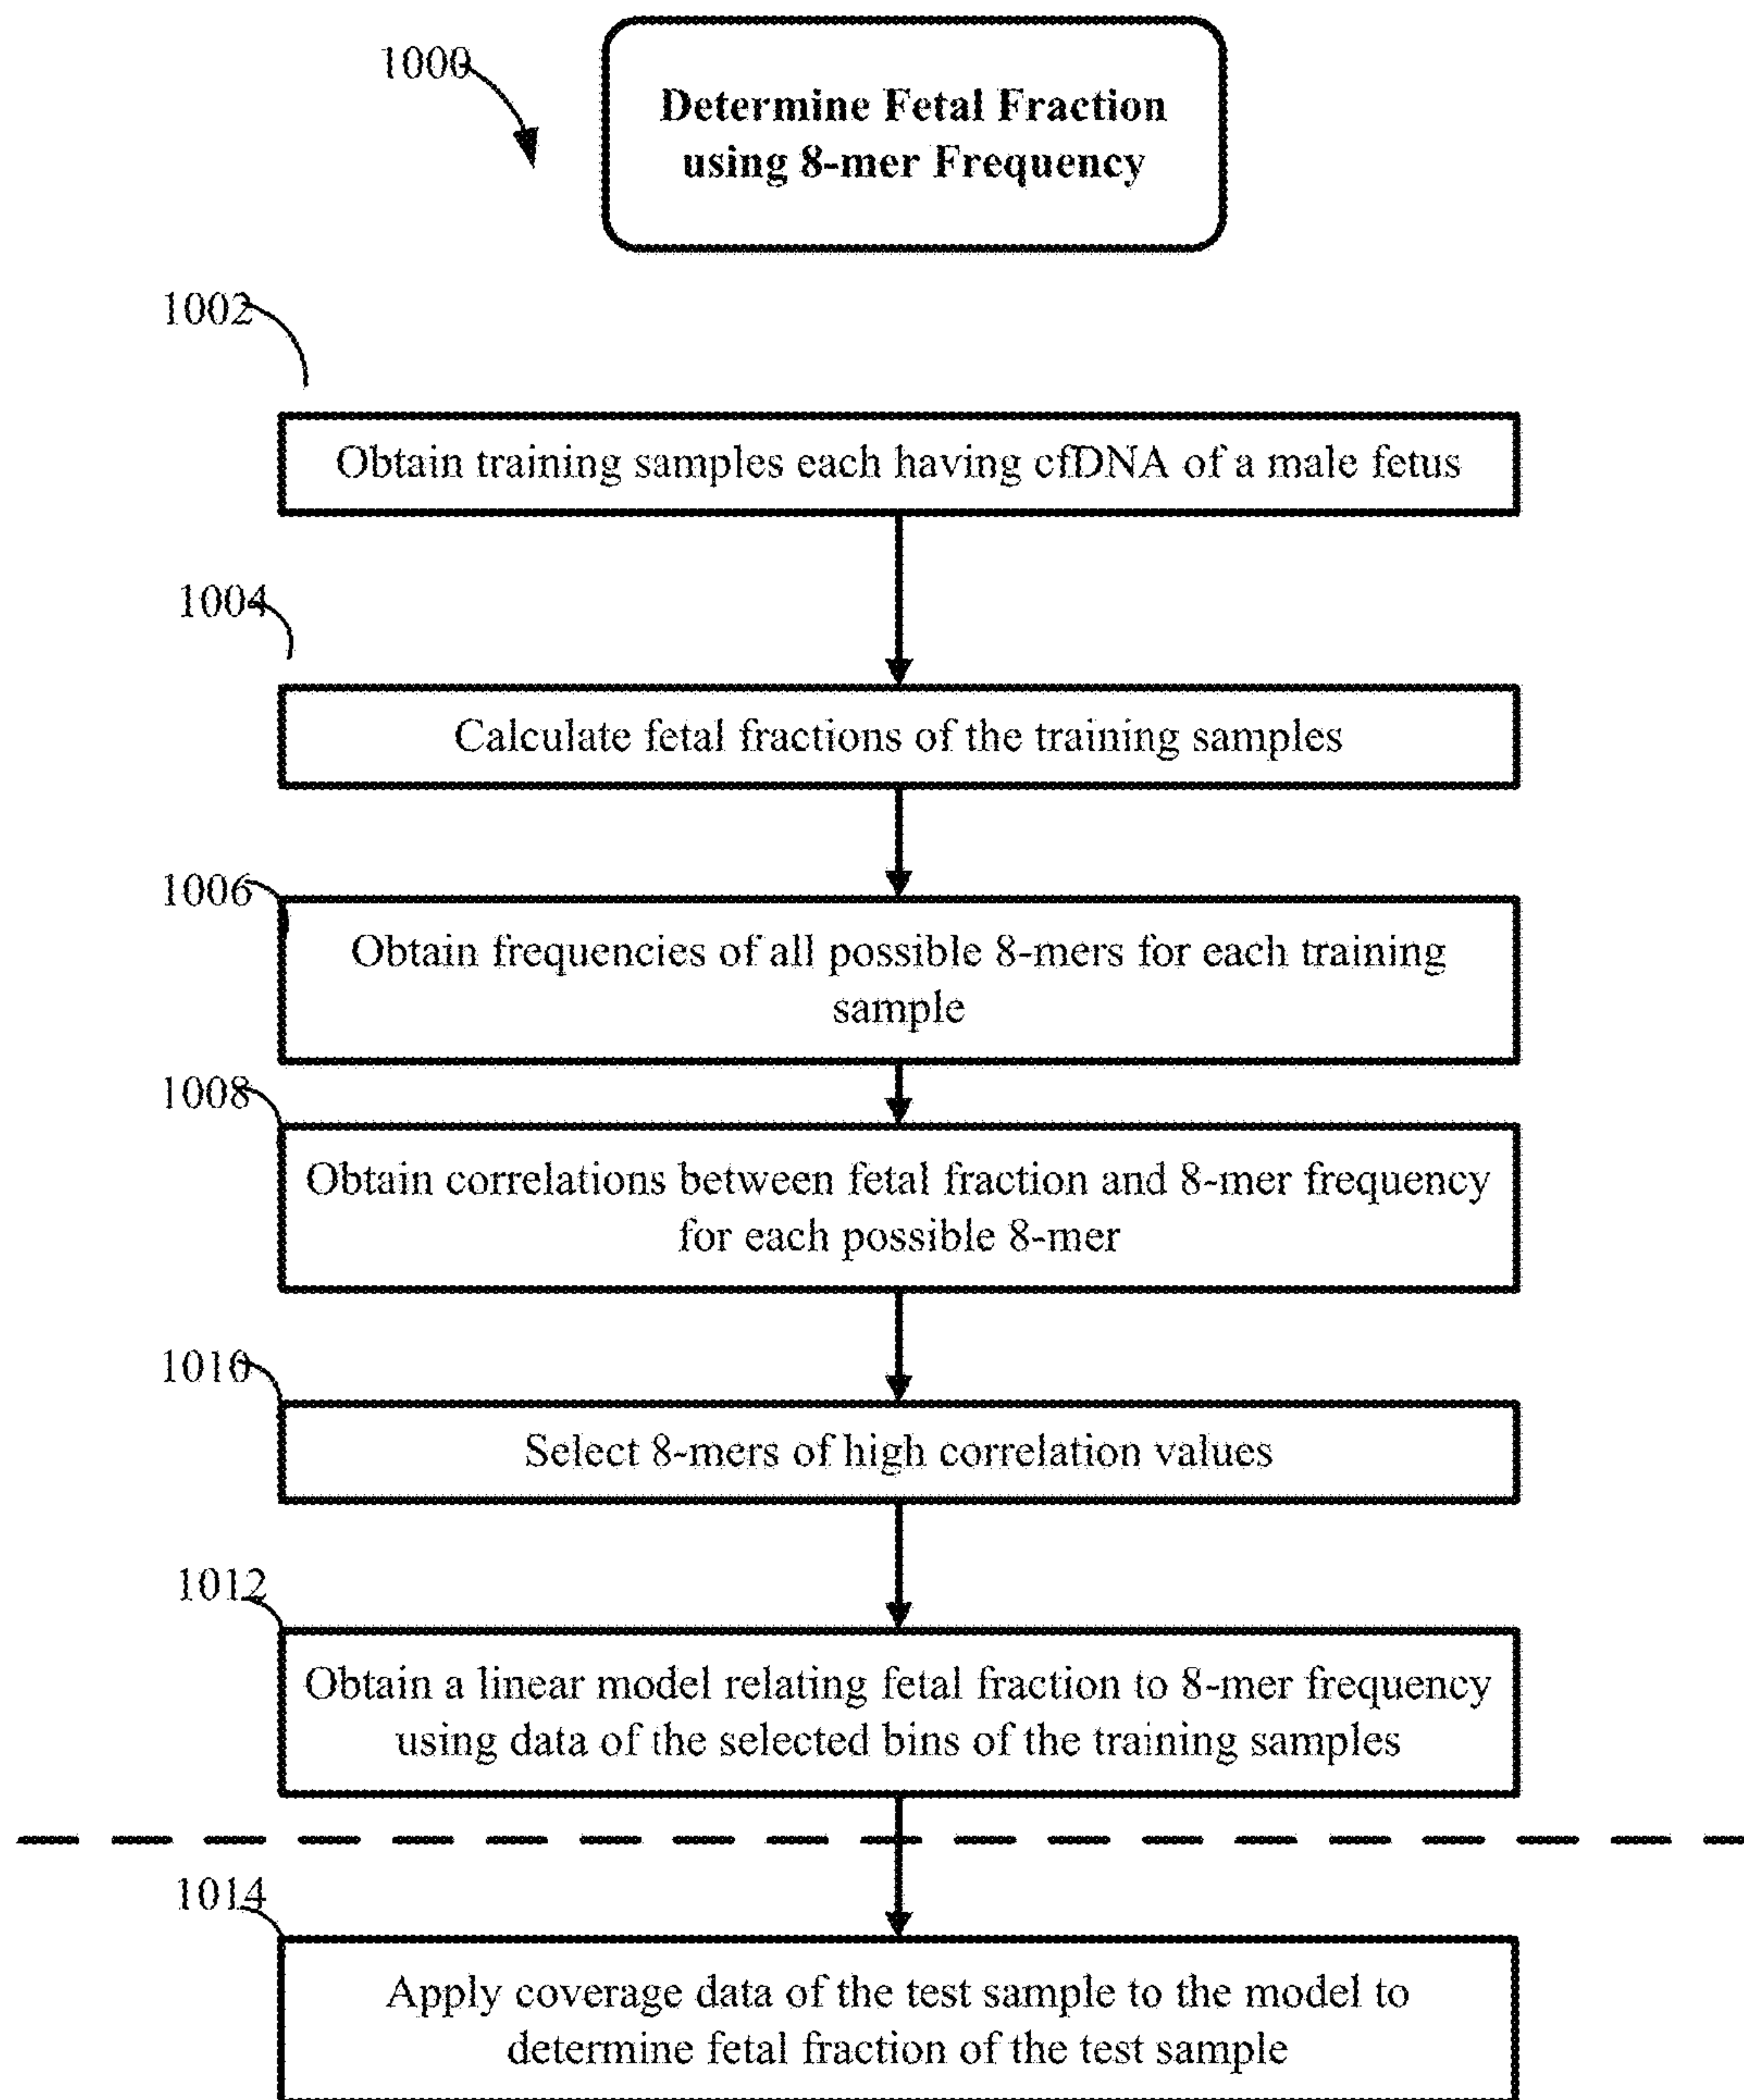 1000
Determine Fetal Fraction
using 8-mer Frequency
1002
Obtain training samples each having cfDNA of a male fetus
1004
Calculate fetal fractions of the training samples
1006
Obtain frequencies of all possible 8-mers for each training
sample
1008
Obtain correlations between fetal fraction and 8-mer frequency
for each possible 8-mer
1010
Select 8-mers of high correlation values
1012
Obtain a linear model relating fetal fraction to 8-mer frequency
using data of the selected bins of the training samples
1014
Apply coverage data of the test sample to the model to
determine fetal fraction of the test sample